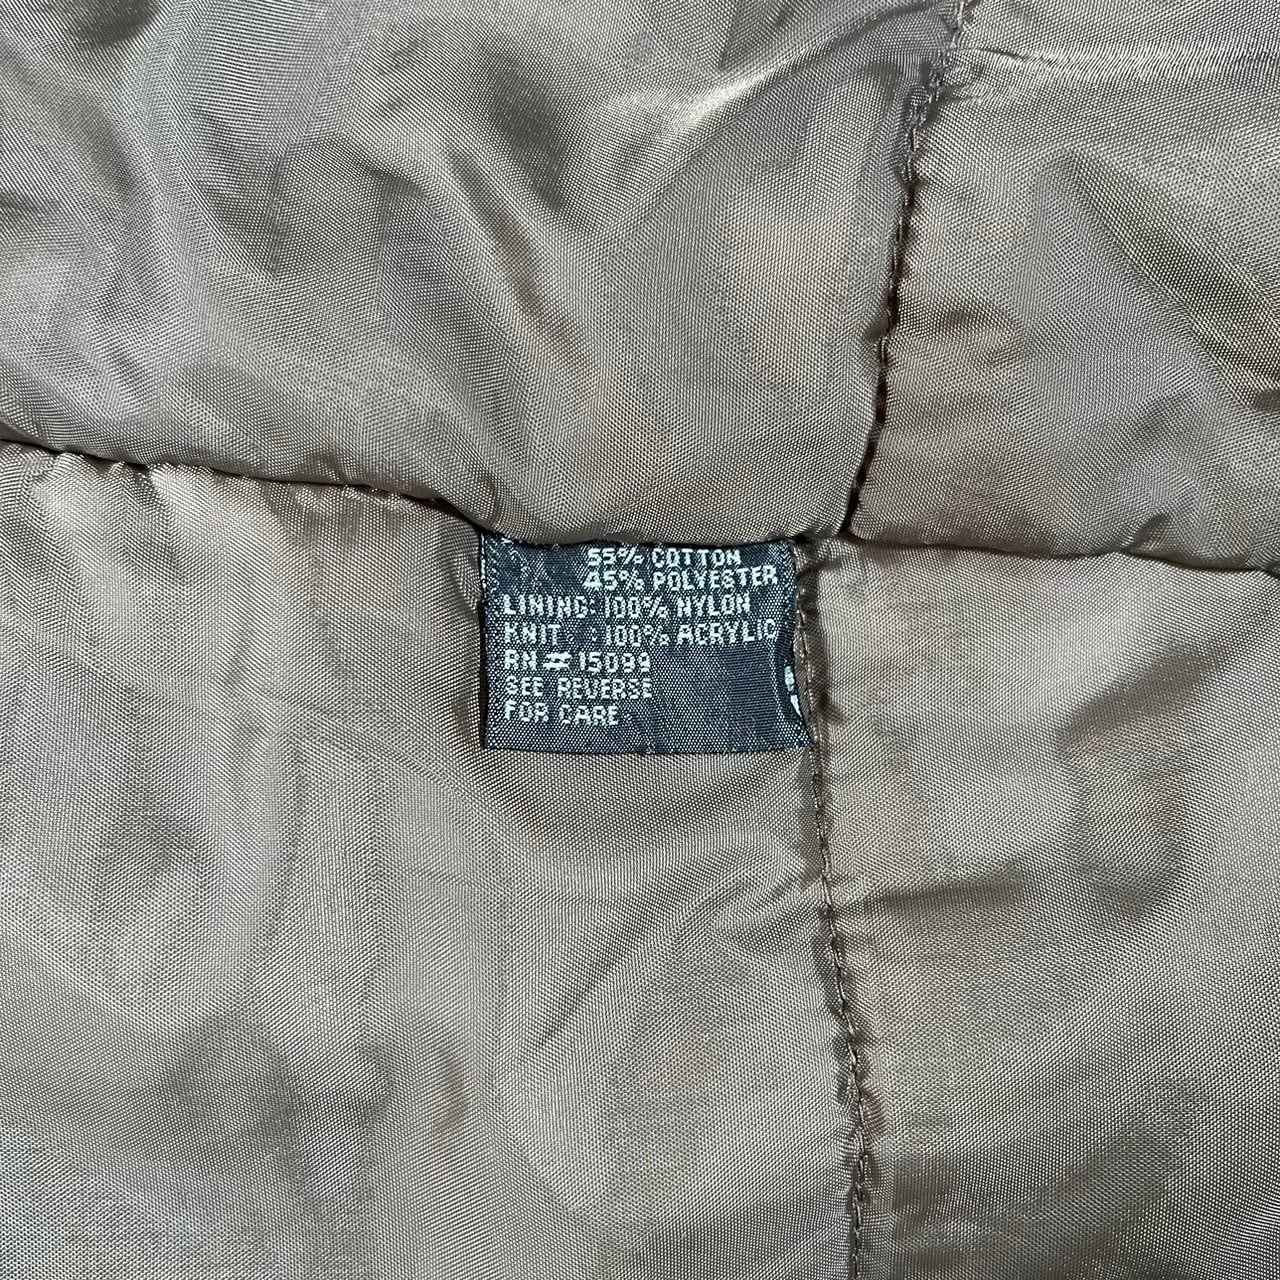 55% COTTON
45% POLYESTER
LINING: 100% NYLON
KNIT : 100% ACRYLIC
RN # 15099
SEE REVERSE
FOR CARE